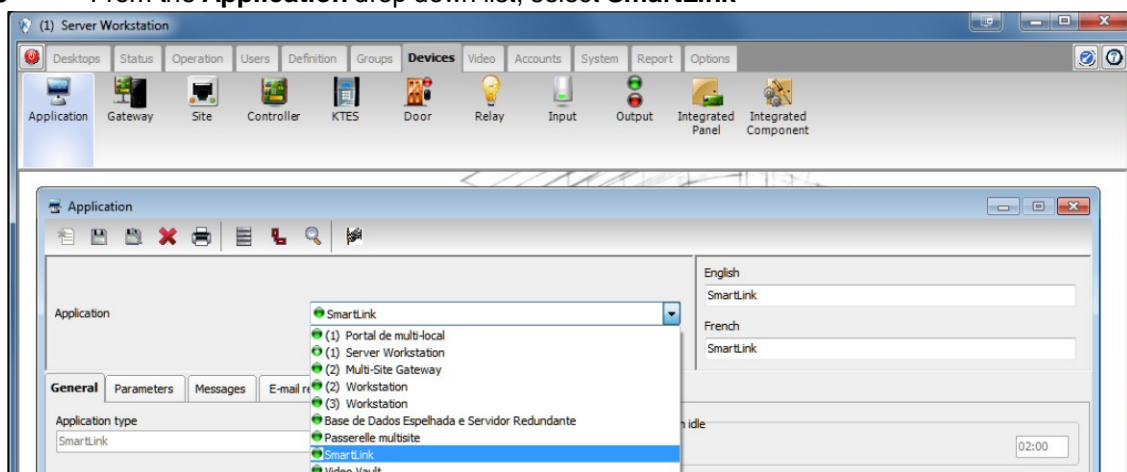 From the Application drop down list, select SmartLink
(1) Server Workstation
Desktops Status Operation Users Definition Groups Devices Video Accounts System Report Options
Application Gateway Site Controller KTES Door Relay Input Output Integrated Panel Integrated Component
Application
English
SmartLink
Application
SmartLink
French
SmartLink
(1) Portal de multi-local
(1) Server Workstation
(2) Multi-Site Gateway
(2) Workstation
(3) Workstation
Base de Dados Espelhada e Servidor Redundante
Passerelle multisite
SmartLink
Video Vault
General Parameters Messages E-mail re
Application type
SmartLink
idle
02:00